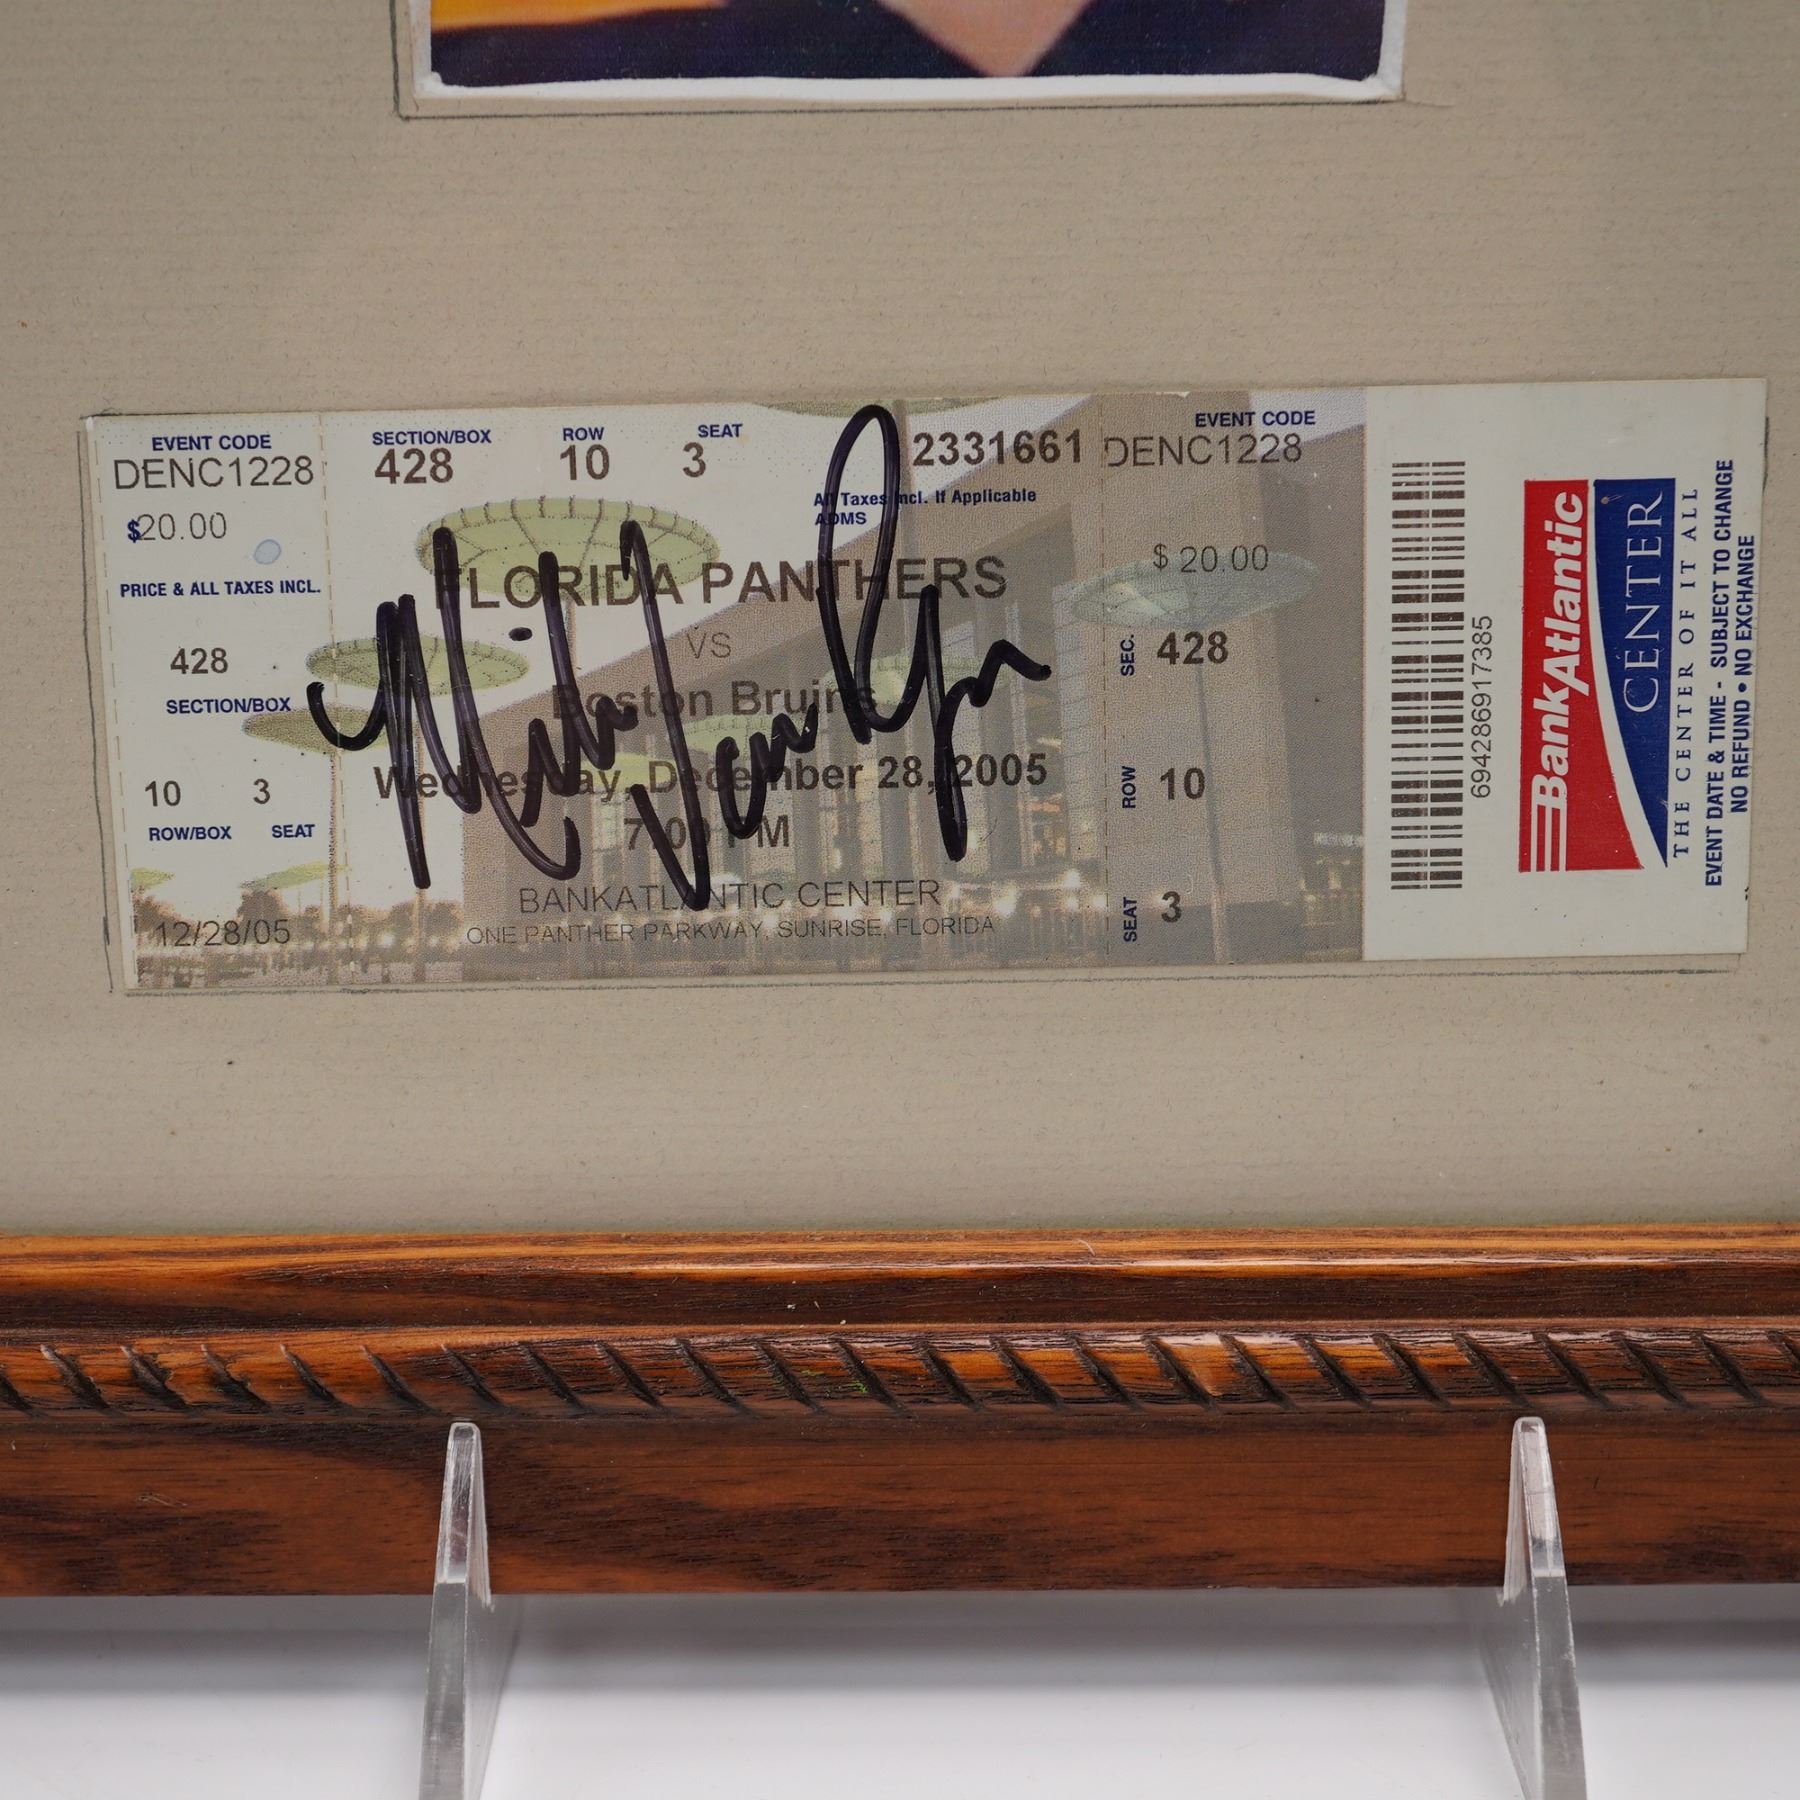 EVENT CODE
DENC1228
$20.00
PRICE & ALL TAXES INCL.
428
SECTION/BOX
10 3
ROW/BOX SEAT
12/28/05
SECTION/BOX ROW SEAT
428 10 3
2331661
All Taxes Incl. If Applicable
ADMS
FLORIDA PANTHERS
VS
Boston Bruins
Wednesday, December 28, 2005
7:00 PM
BANKATLANTIC CENTER
ONE PANTHER PARKWAY, SUNRISE, FLORIDA
EVENT CODE
DENC1228
$ 20.00
SEC. 428
ROW 10
SEAT 3
694286917385
BankAtlantic
CENTER
THE CENTER OF IT ALL
EVENT DATE & TIME - SUBJECT TO CHANGE
NO REFUND • NO EXCHANGE